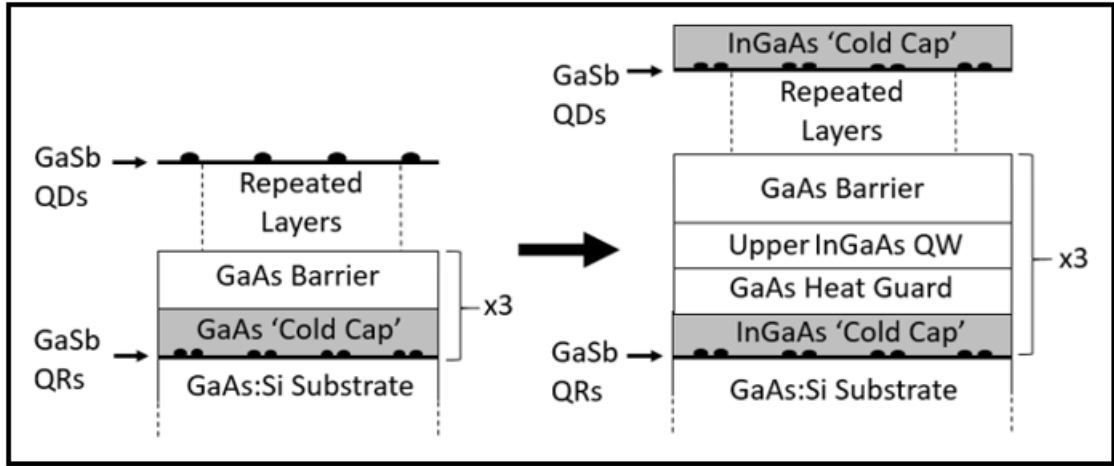 GaSb
QDs
Repeated
Layers
GaAs Barrier
GaAs 'Cold Cap'
x3
GaSb
QRs
GaAs:Si Substrate
InGaAs 'Cold Cap'
GaSb
QDs
Repeated
Layers
GaAs Barrier
Upper InGaAs QW
GaAs Heat Guard
InGaAs 'Cold Cap'
x3
GaSb
QRs
GaAs:Si Substrate